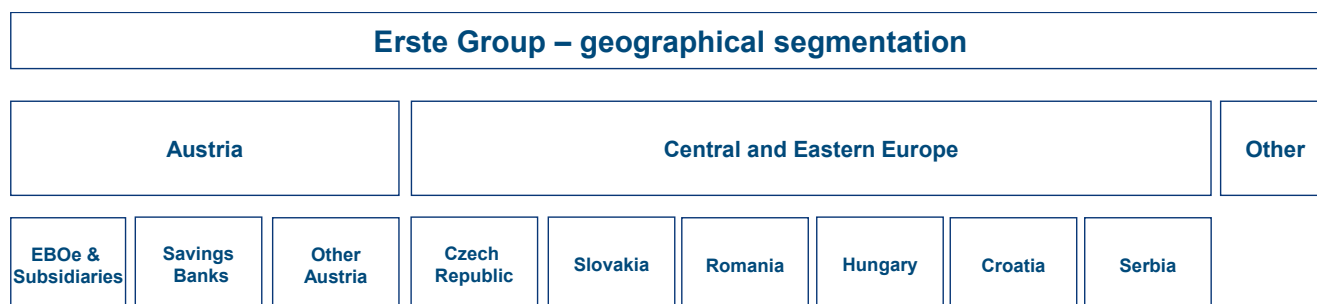 Erste Group – geographical segmentation
Austria
Central and Eastern Europe
Other
EBOe &
Subsidiaries
Savings
Banks
Other
Austria
Czech
Republic
Slovakia
Romania
Hungary
Croatia
Serbia